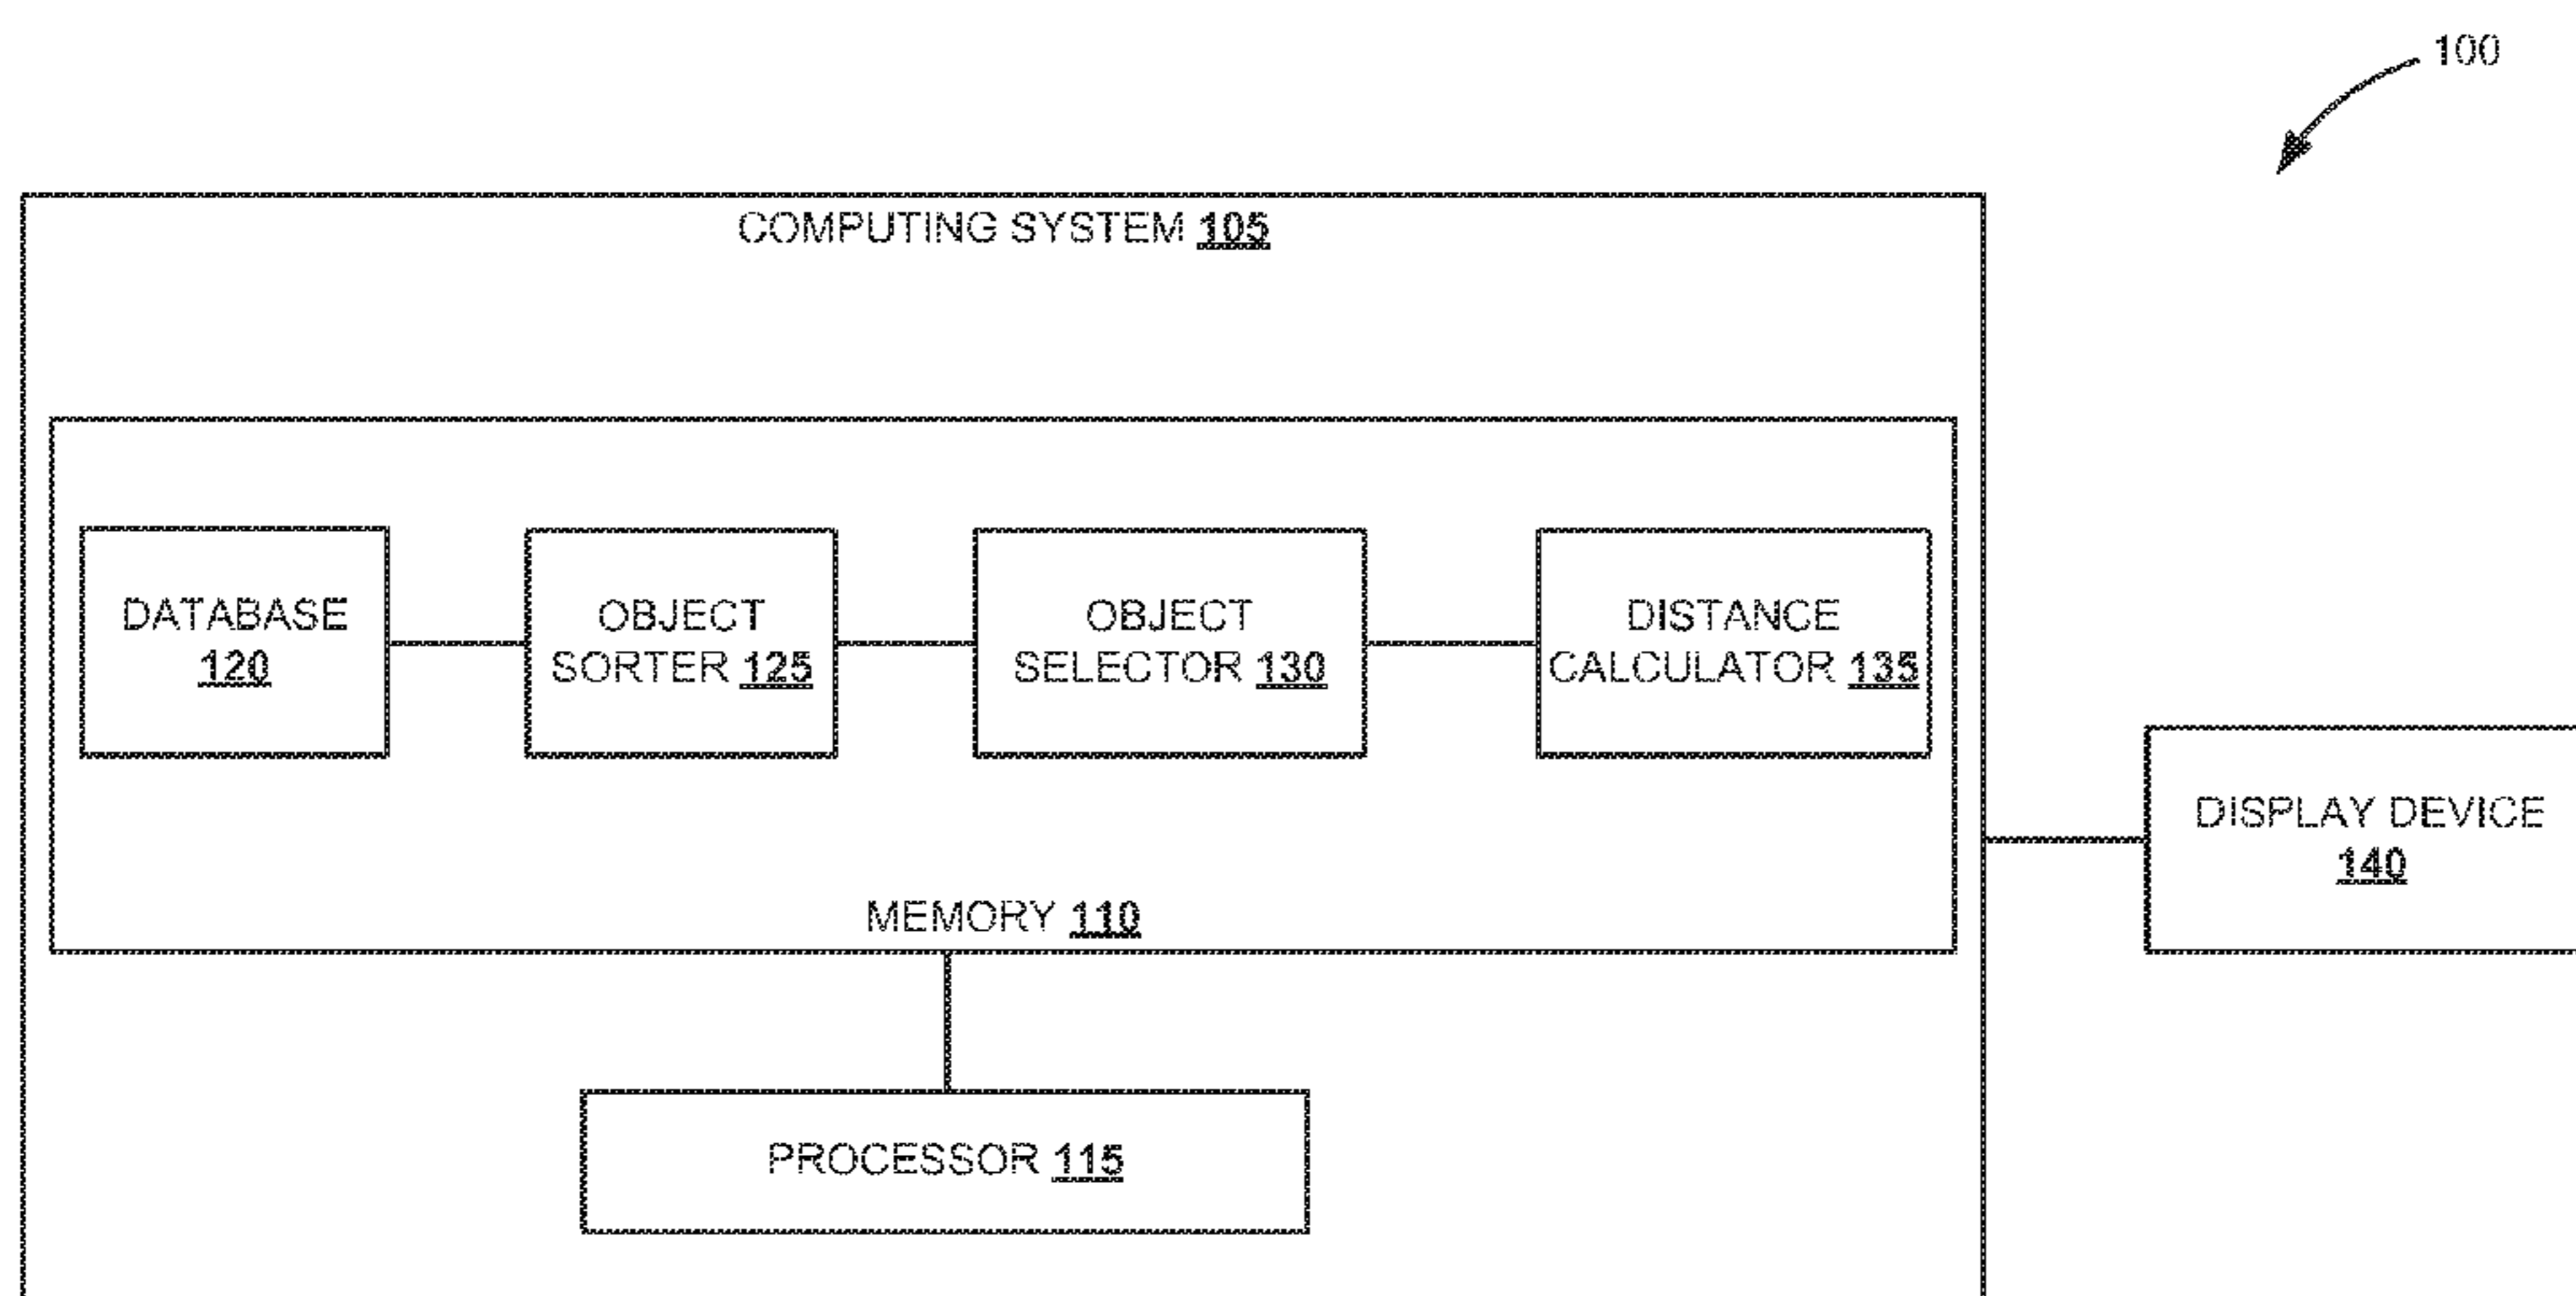 100
COMPUTING SYSTEM 105
DATABASE
120
OBJECT
SORTER 125
OBJECT
SELECTOR 130
DISTANCE
CALCULATOR 135
DISPLAY DEVICE
140
MEMORY 110
PROCESSOR 115